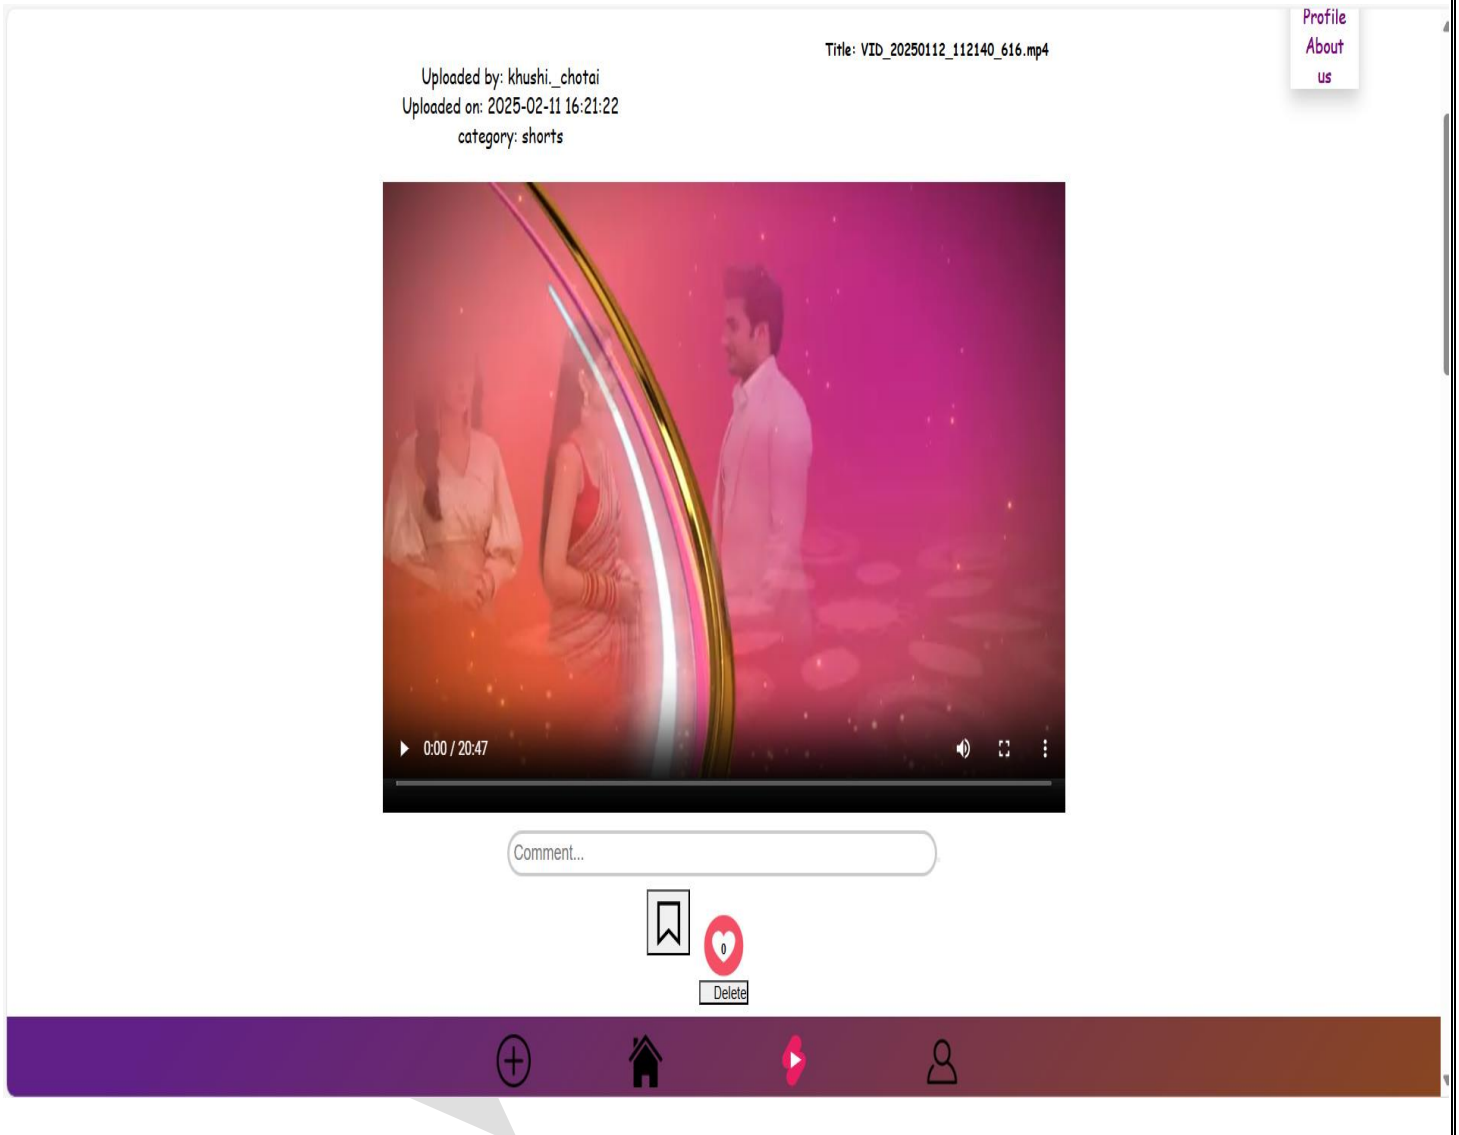 Profile
About
us
Title: VID_20250112_112140_616.mp4
Uploaded by: khushi._chotai
Uploaded on: 2025-02-11 16:21:22
category: shorts
0:00 / 20:47
Comment...
0
Delete